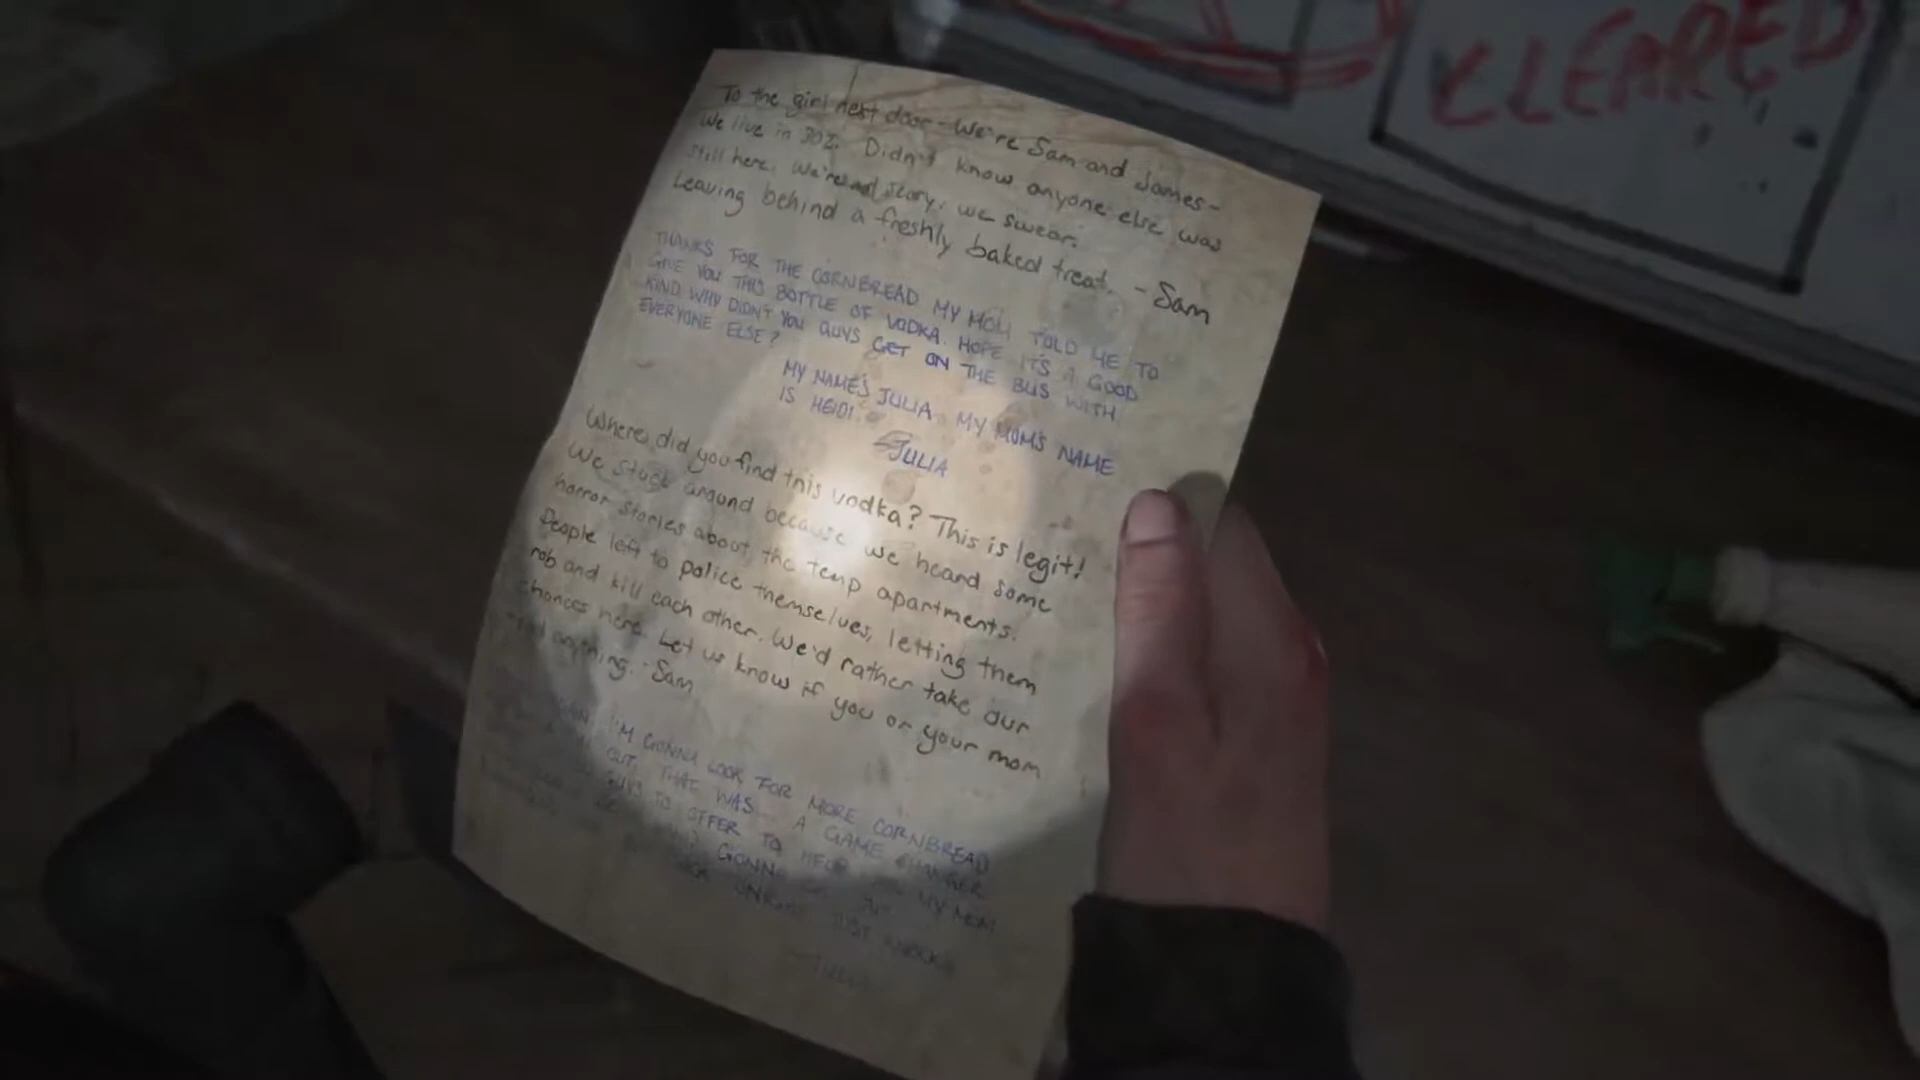 CLEARED
To the girl next door - We're Sam and James -
We live in 302. Didn't know anyone else was
still here. We're not scary, we swear.
Leaving behind a freshly baked treat. - Sam
THANKS FOR THE CORNBREAD MY MOM TOLD ME TO
GIVE YOU THIS BOTTLE OF VODKA. HOPE IT'S A GOOD
KIND. WHY DIDN'T YOU GUYS GET ON THE BUS WITH
EVERYONE ELSE?
MY NAME'S JULIA. MY MOM'S NAME
IS HEIDI.
JULIA
Where did you find this vodka? This is legit!
We stuck around because we heard some
horror stories about the temp apartments.
People left to police themselves, letting them
rob and kill each other. We'd rather take our
chances here. Let us know if you or your mom
anything. - Sam
I'M GONNA LOOK FOR MORE CORNBREAD
OUT THAT WAS... A GAME CHANGER
GUYS TO OFFER TO HELP MY MOM
JUST KNOCK